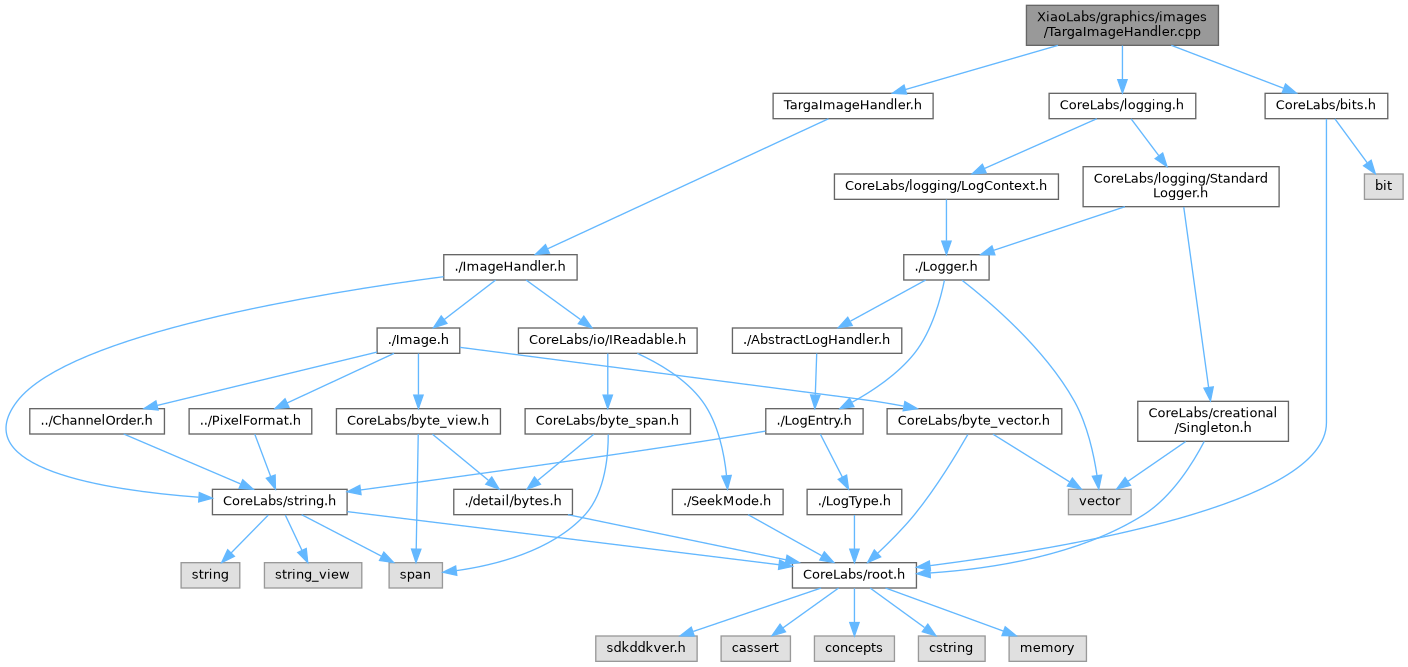 XiaoLabs/graphics/images
/TargaImageHandler.cpp
TargaImageHandler.h
CoreLabs/logging.h
CoreLabs/bits.h
CoreLabs/logging/LogContext.h
CoreLabs/logging/Standard
Logger.h
bit
./ImageHandler.h
./Logger.h
./Image.h
CoreLabs/io/IReadable.h
./AbstractLogHandler.h
../ChannelOrder.h
../PixelFormat.h
CoreLabs/byte_view.h
CoreLabs/byte_span.h
./LogEntry.h
CoreLabs/byte_vector.h
CoreLabs/creational
/Singleton.h
CoreLabs/string.h
./detail/bytes.h
./SeekMode.h
./LogType.h
vector
string
string_view
span
CoreLabs/root.h
sdkddkver.h
cassert
concepts
cstring
memory